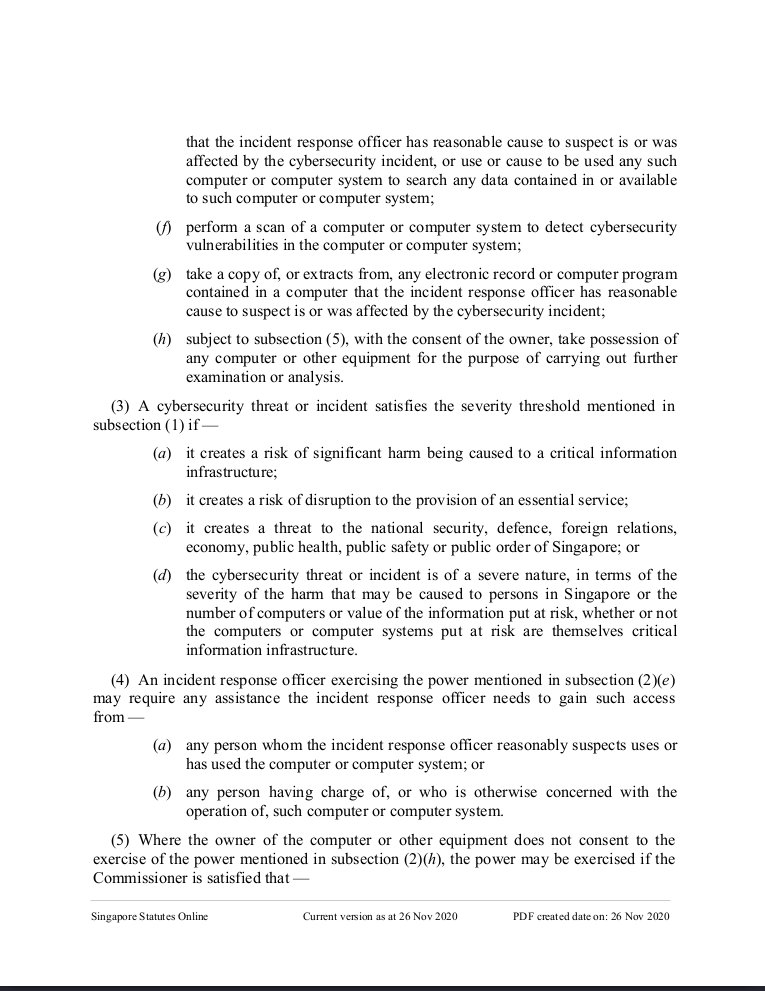 that the incident response officer has reasonable cause to suspect is or was
affected by the cybersecurity incident, or use or cause to be used any such
computer or computer system to search any data contained in or available
to such computer or computer system;
(f) perform a scan of a computer or computer system to detect cybersecurity
vulnerabilities in the computer or computer system;
(g) take a copy of, or extracts from, any electronic record or computer program
contained in a computer that the incident response officer has reasonable
cause to suspect is or was affected by the cybersecurity incident;
(h) subject to subsection (5), with the consent of the owner, take possession of
any computer or other equipment for the purpose of carrying out further
examination or analysis.
(3) A cybersecurity threat or incident satisfies the severity threshold mentioned in
subsection (1) if —
(a) it creates a risk of significant harm being caused to a critical information
infrastructure;
(b) it creates a risk of disruption to the provision of an essential service;
(c) it creates a threat to the national security, defence, foreign relations,
economy, public health, public safety or public order of Singapore; or
(d) the cybersecurity threat or incident is of a severe nature, in terms of the
severity of the harm that may be caused to persons in Singapore or the
number of computers or value of the information put at risk, whether or not
the computers or computer systems put at risk are themselves critical
information infrastructure.
(4) An incident response officer exercising the power mentioned in subsection (2)(e)
may require any assistance the incident response officer needs to gain such access
from —
(a) any person whom the incident response officer reasonably suspects uses or
has used the computer or computer system; or
(b) any person having charge of, or who is otherwise concerned with the
operation of, such computer or computer system.
(5) Where the owner of the computer or other equipment does not consent to the
exercise of the power mentioned in subsection (2)(h), the power may be exercised if the
Commissioner is satisfied that —
Singapore Statutes Online Current version as at 26 Nov 2020 PDF created date on: 26 Nov 2020